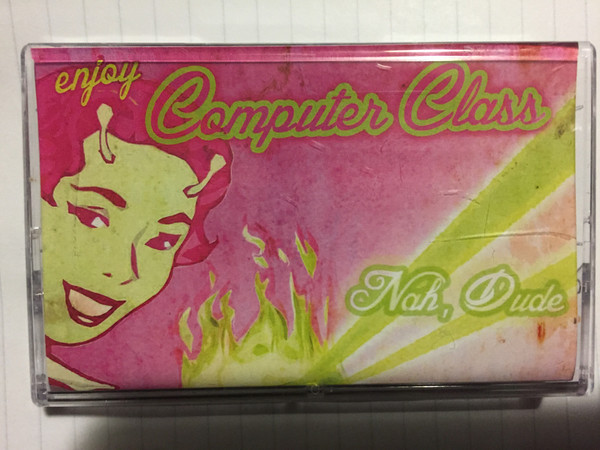 enjoy
Computer Class
Nah, Dude